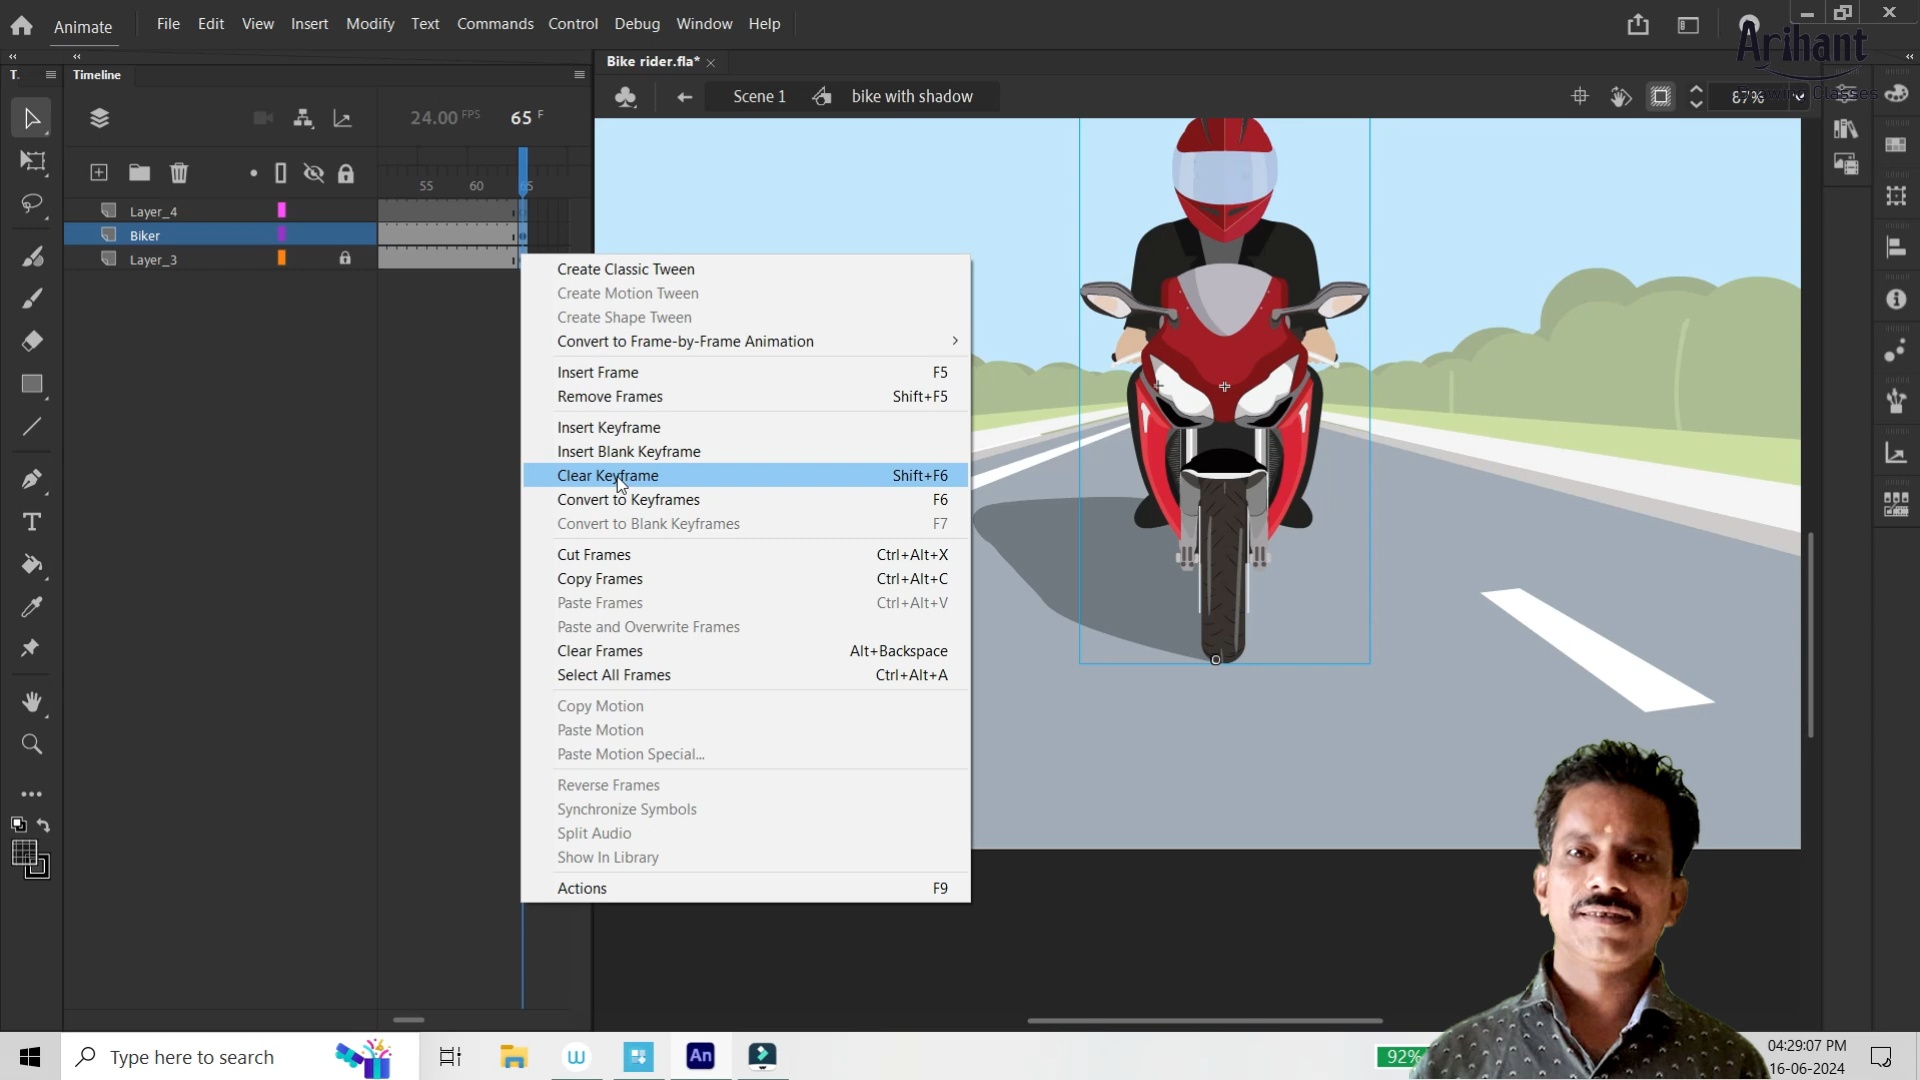 Animate
File Edit View Insert Modify Text Commands Control Debug Window Help
Arihant
T.
Timeline
Bike rider.fla*
24.00 FPS 65 F
Scene 1 bike with shadow
87%
Classes
55 60 65
Layer_4
Biker
Layer_3
Create Classic Tween
Create Motion Tween
Create Shape Tween
Convert to Frame-by-Frame Animation
Insert Frame F5
Remove Frames Shift+F5
Insert Keyframe
Insert Blank Keyframe
Clear Keyframe Shift+F6
Convert to Keyframes F6
Convert to Blank Keyframes F7
Cut Frames Ctrl+Alt+X
Copy Frames Ctrl+Alt+C
Paste Frames Ctrl+Alt+V
Paste and Overwrite Frames
Clear Frames Alt+Backspace
Select All Frames Ctrl+Alt+A
Copy Motion
Paste Motion
Paste Motion Special...
Reverse Frames
Synchronize Symbols
Split Audio
Show In Library
Actions F9
Type here to search
W
An
92%
04:29:07 PM
16-06-2024